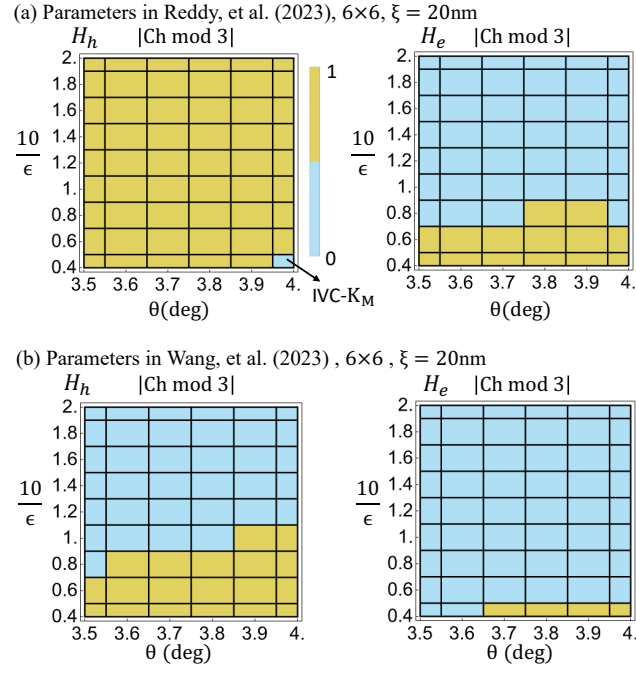 (a) Parameters in Reddy, et al. (2023), 6×6, ξ = 20nm
H_h |Ch mod 3| H_e |Ch mod 3|
2. 1 2.
1.8 1.8
1.6 1.6
1.4 1.4
10/ϵ 1.2 10/ϵ 1.2
1. 1.
0.8 0.8
0.6 0.6
0.4 0 0.4
3.5 3.6 3.7 3.8 3.9 4. IVC-K_M 3.5 3.6 3.7 3.8 3.9 4.
θ(deg) θ(deg)
(b) Parameters in Wang, et al. (2023) , 6×6 , ξ = 20nm
H_h |Ch mod 3| H_e |Ch mod 3|
2. 2.
1.8 1.8
1.6 1.6
1.4 1.4
10/ϵ 1.2 10/ϵ 1.2
1. 1.
0.8 0.8
0.6 0.6
0.4 0.4
3.5 3.6 3.7 3.8 3.9 4. 3.5 3.6 3.7 3.8 3.9 4.
θ (deg) θ (deg)